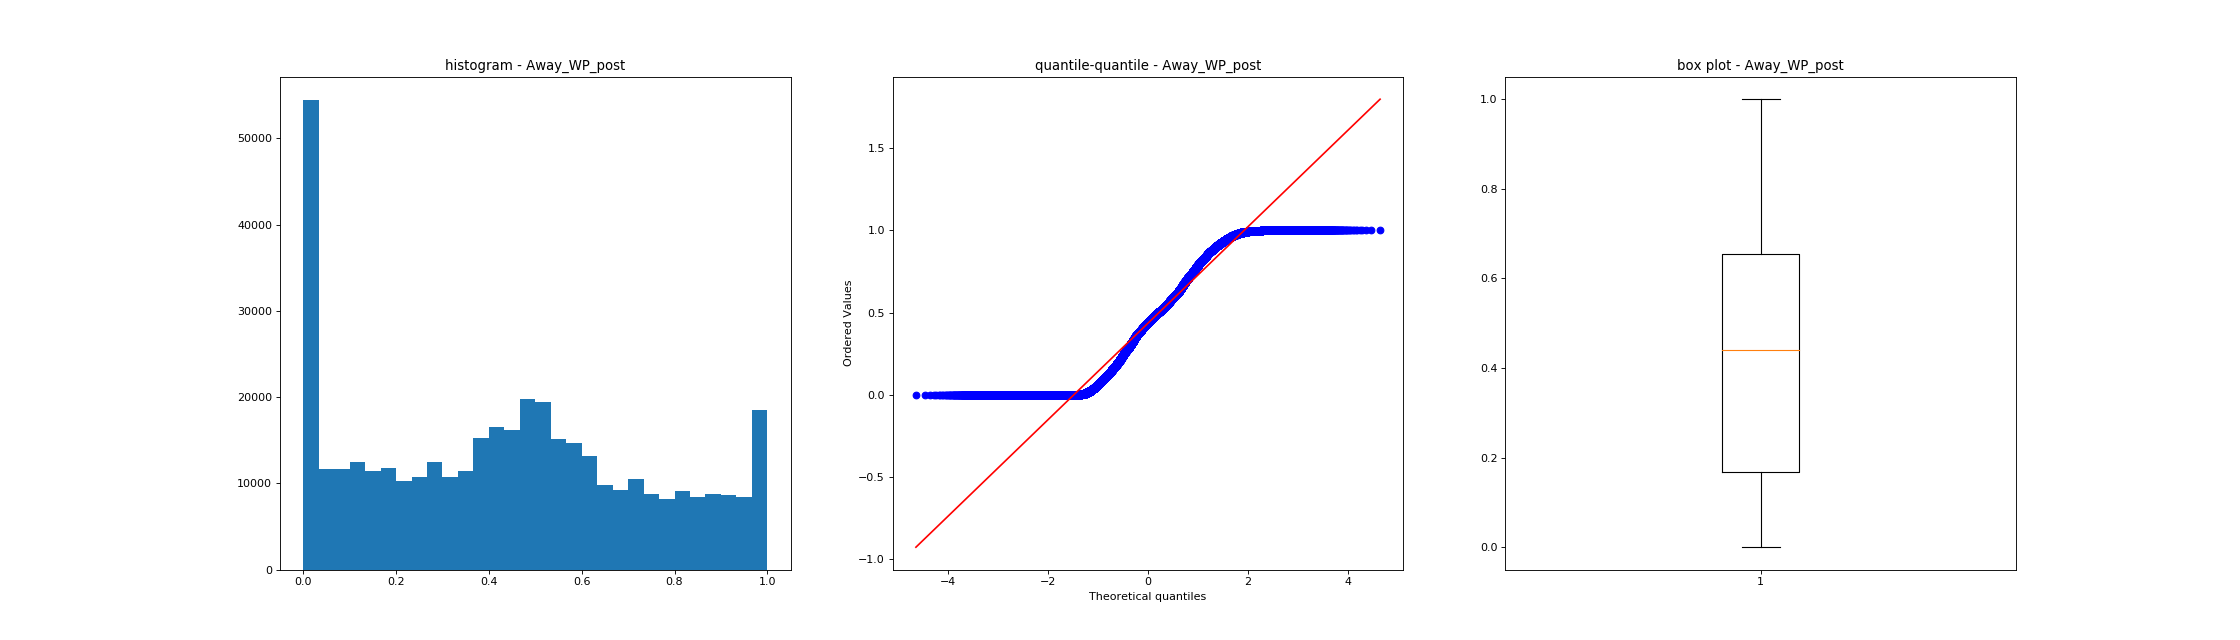 histogram - Away_WP_post
50000
40000
30000
20000
10000
0
0.0 0.2 0.4 0.6 0.8 1.0
quantile-quantile - Away_WP_post
Ordered Values
1.5
1.0
0.5
0.0
−0.5
−1.0
−4 −2 0 2 4
Theoretical quantiles
box plot - Away_WP_post
1.0
0.8
0.6
0.4
0.2
0.0
1